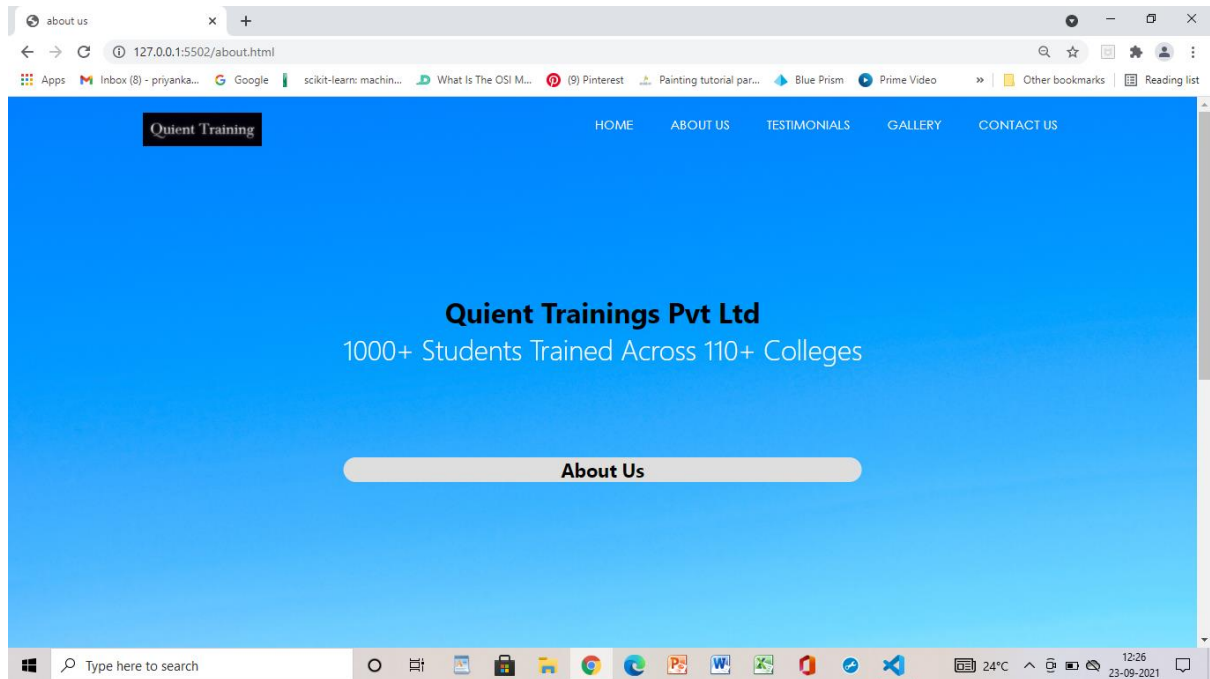 about us
127.0.0.1:5502/about.html
Apps Inbox (8) - priyanka... Google scikit-learn: machin... What Is The OSI M... (9) Pinterest Painting tutorial par... Blue Prism Prime Video » Other bookmarks Reading list
Quient Training HOME ABOUT US TESTIMONIALS GALLERY CONTACT US
Quient Trainings Pvt Ltd
1000+ Students Trained Across 110+ Colleges
About Us
Type here to search 24°C 12:26
23-09-2021